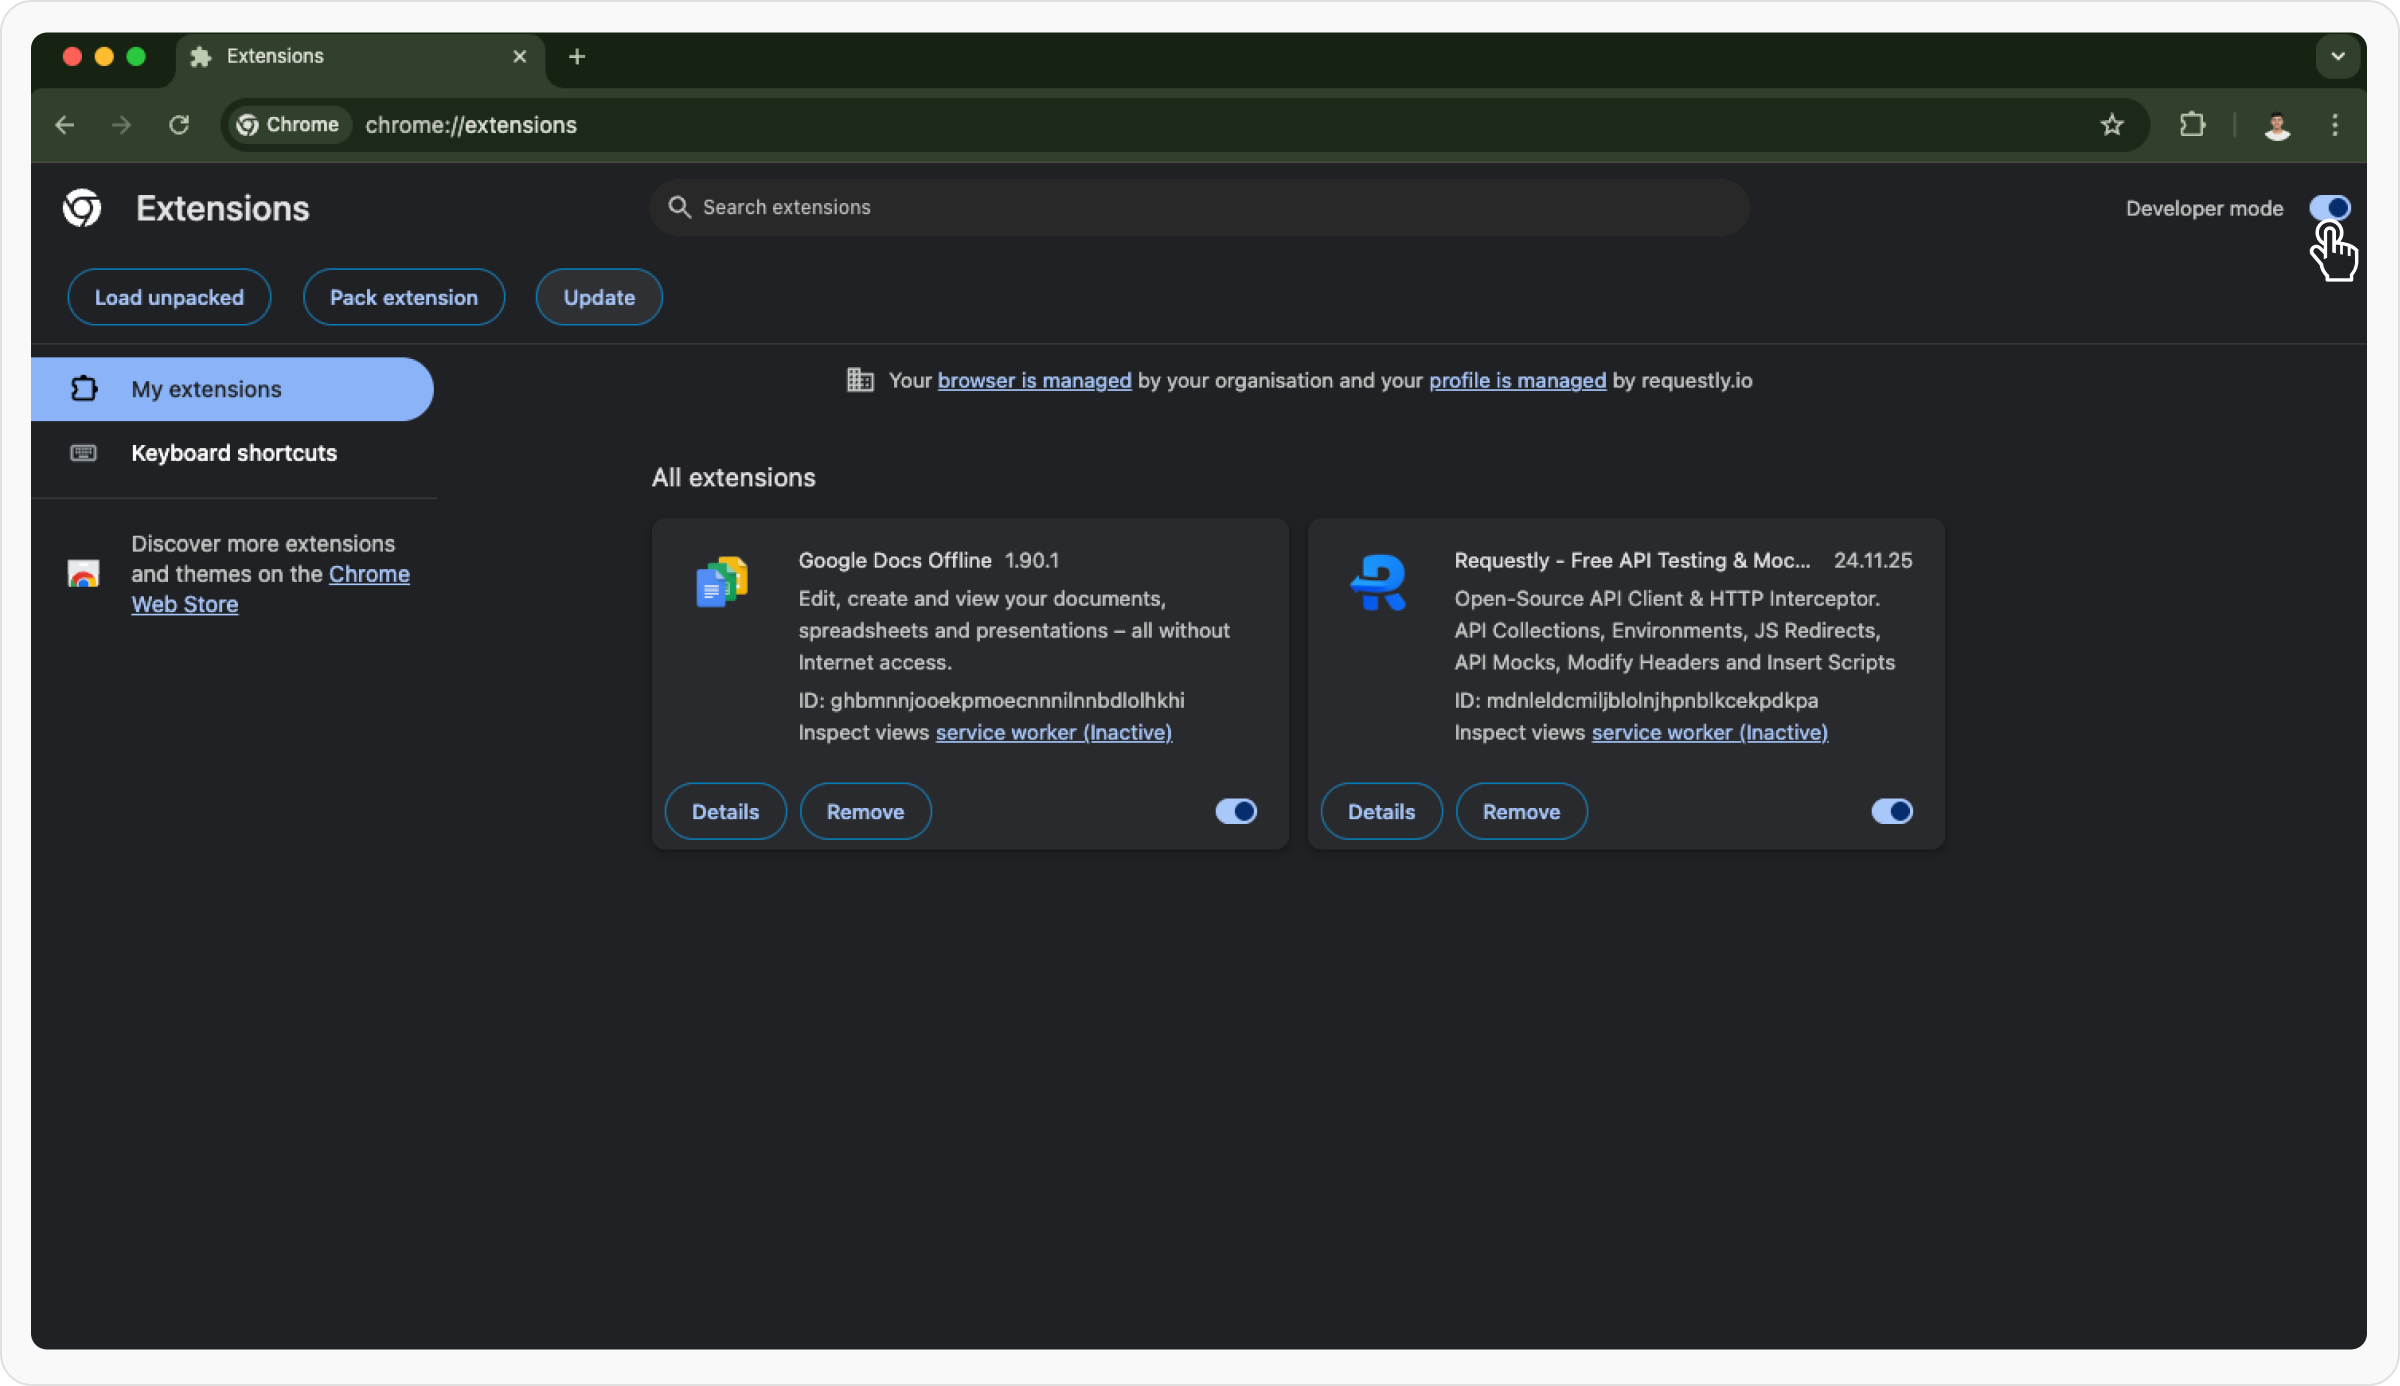 Extensions
Chrome
chrome://extensions
Extensions
Search extensions
Developer mode
Load unpacked
Pack extension
Update
My extensions
Keyboard shortcuts
Discover more extensions
and themes on the Chrome
Web Store
Your browser is managed by your organisation and your profile is managed by requestly.io
All extensions
Google Docs Offline 1.90.1
Edit, create and view your documents,
spreadsheets and presentations – all without
Internet access.
ID: ghbmnnjooekpmoecnnnilnnbdlolhkhi
Inspect views service worker (Inactive)
Details
Remove
Requestly - Free API Testing & Moc... 24.11.25
Open-Source API Client & HTTP Interceptor.
API Collections, Environments, JS Redirects,
API Mocks, Modify Headers and Insert Scripts
ID: mdnleldcmiljblolnjhpnblkcekpdkpa
Inspect views service worker (Inactive)
Details
Remove